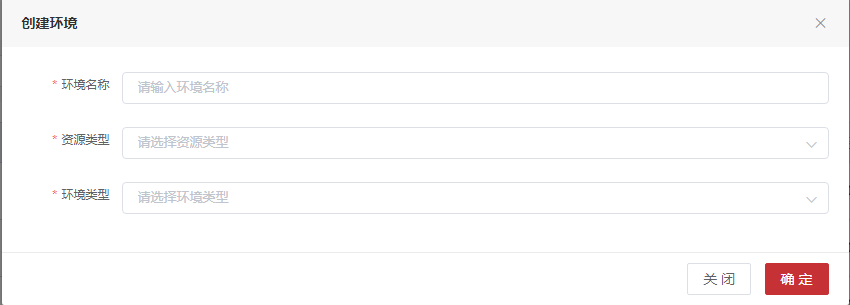 创建环境
* 环境名称
请输入环境名称
* 资源类型
请选择资源类型
* 环境类型
请选择环境类型
关闭 确定